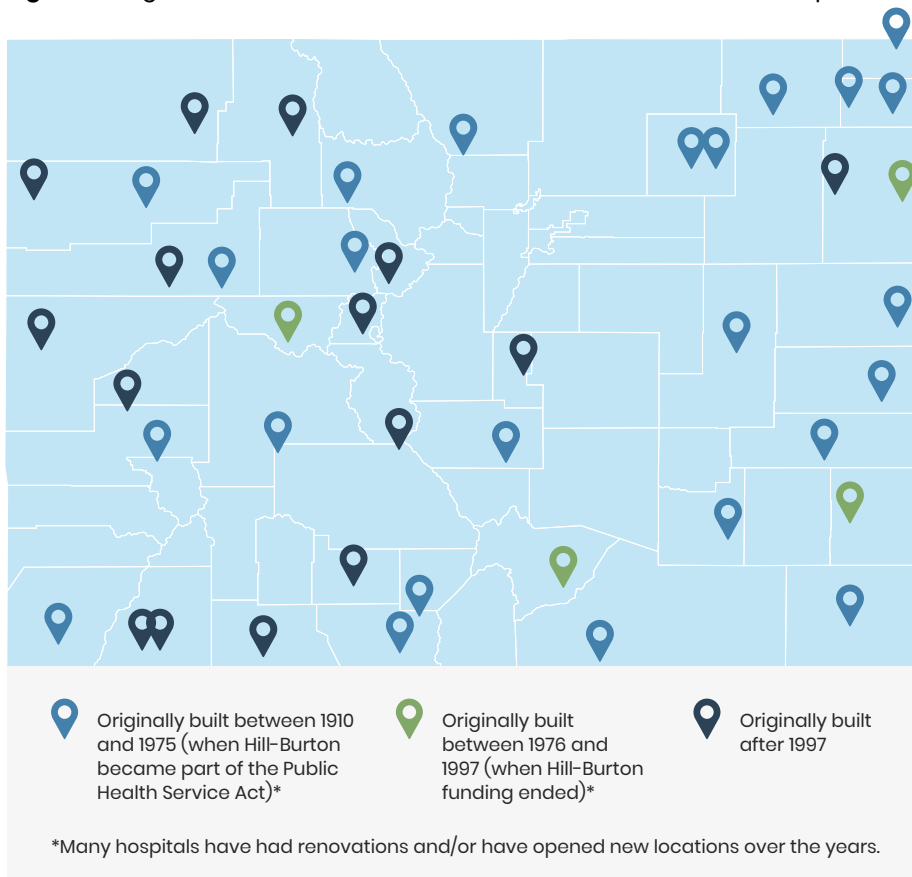 Originally built between 1910
and 1975 (when Hill-Burton
became part of the Public
Health Service Act)*
Originally built
between 1976 and
1997 (when Hill-Burton
funding ended)*
Originally built
after 1997
*Many hospitals have had renovations and/or have opened new locations over the years.